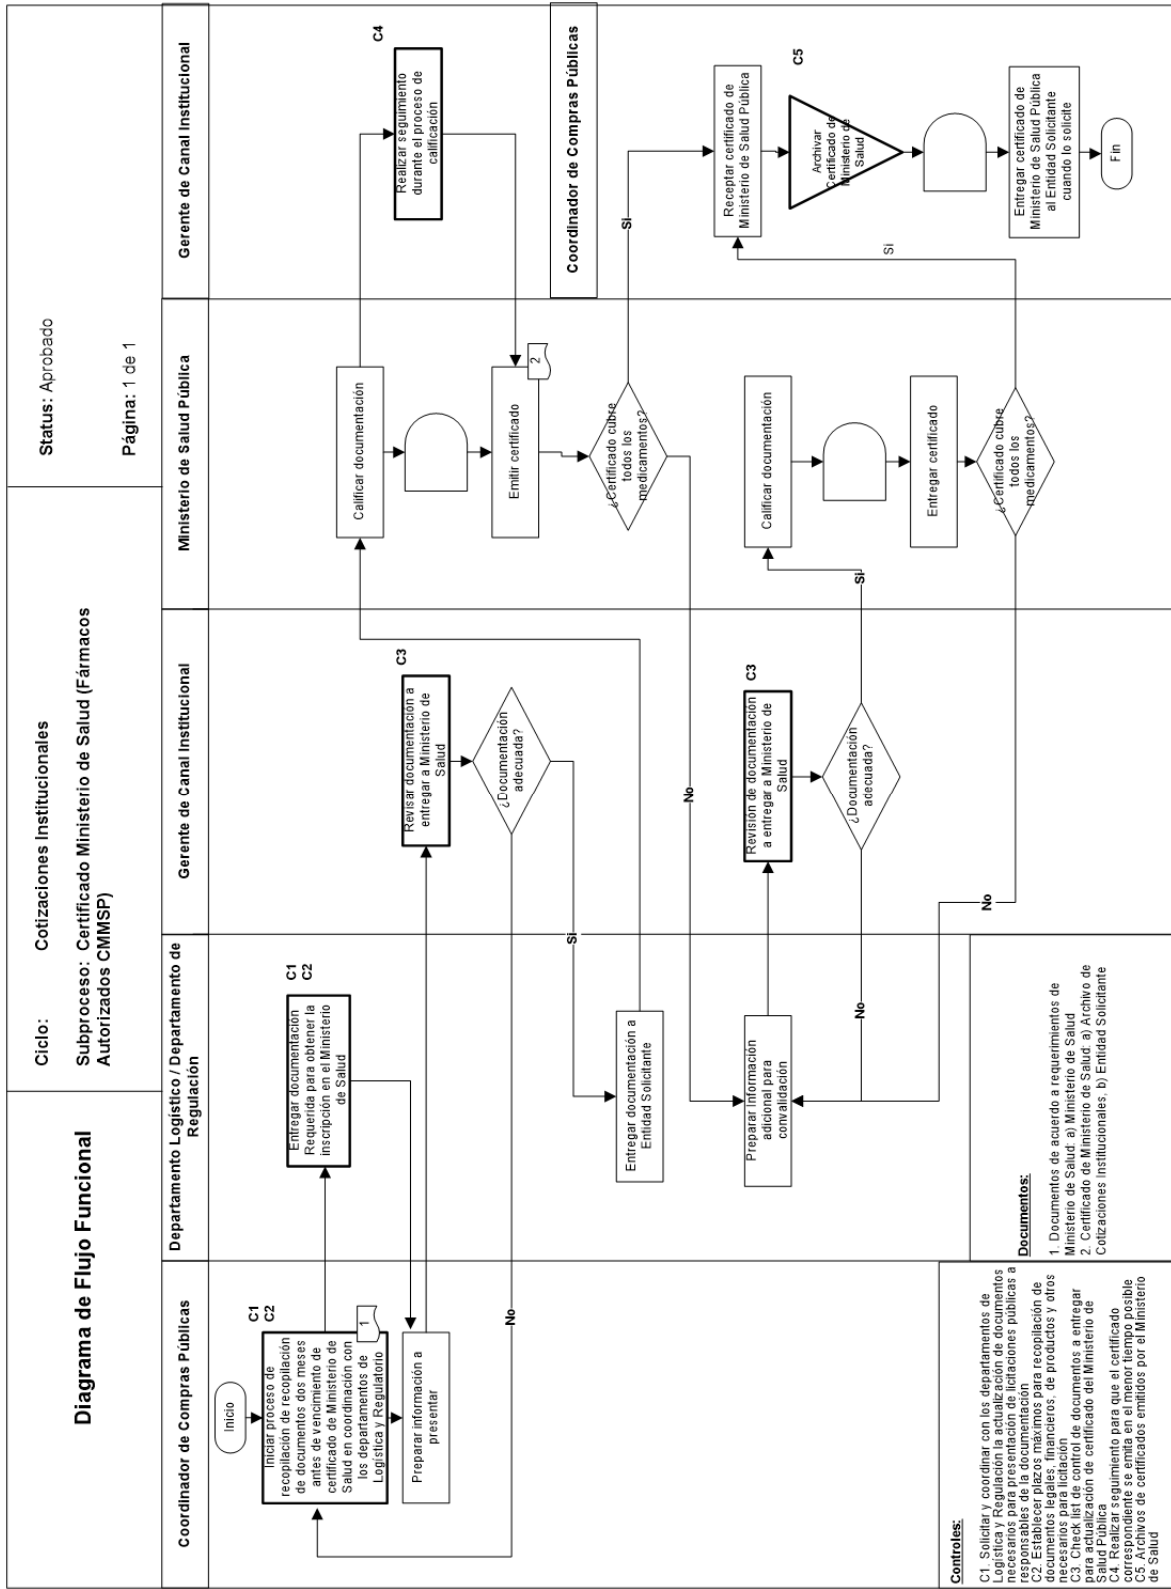 Diagrama de Flujo Funcional
Ciclo: Cotizaciones Institucionales
Subproceso: Certificado Ministerio de Salud (Fármacos
Autorizados CMMSP)
Status: Aprobado
Página: 1 de 1
Coordinador de Compras Públicas
Departamento Logístico / Departamento de
Regulación
Gerente de Canal Institucional
Ministerio de Salud Pública
Gerente de Canal Institucional
Inicio
C1
C2
Iniciar proceso de
recopilación de recopilación
de documentos dos meses
antes de vencimiento de
certificado de Ministerio de
Salud en coordinación con
los departamentos de
Logística y Regulatorio
1
C1
C2
Entregar documentación
Requerida para obtener la
inscripción en el Ministerio
de Salud
Preparar información a
presentar
C3
Revisar documentación a
entregar a Ministerio de
Salud
¿Documentación
adecuada?
No
Si
Entregar documentación a
Entidad Solicitante
Calificar documentación
C4
Realizar seguimiento
durante el proceso de
calificación
Emitir certificado
2
¿Certificado cubre
todos los
medicamentos?
Si
No
Coordinador de Compras Públicas
Preparar Información
adicional para
convalidación
C3
Revisión de documentación
a entregar a Ministerio de
Salud
¿Documentación
adecuada?
No
Si
Calificar documentación
Entregar certificado
¿Certificado cubre
todos los
medicamentos?
No
Si
Receptar certificado de
Ministerio de Salud Pública
C5
Archivar
Certificado de
Ministerio de
Salud
Entregar certificado de
Ministerio de Salud Pública
al Entidad Solicitante
cuando lo solicite
Fin
Controles:
C1. Solicitar y coordinar con los departamentos de
Logística y Regulación la actualización de documentos
necesarios para presentación de licitaciones públicas a
responsables de la documentación
C2. Establecer plazos máximos para recopilación de
documentos legales, financieros, de productos y otros
necesarios para licitación
C3. Check list de control de documentos a entregar
para actualización de certificado del Ministerio de
Salud Pública
C4. Realizar seguimiento para que el certificado
correspondiente se emita en el menor tiempo posible
C5. Archivos de certificados emitidos por el Ministerio
de Salud
Documentos:
1. Documentos de acuerdo a requerimientos de
Ministerio de Salud: a) Ministerio de Salud
2. Certificado de Ministerio de Salud: a) Archivo de
Cotizaciones Institucionales, b) Entidad Solicitante